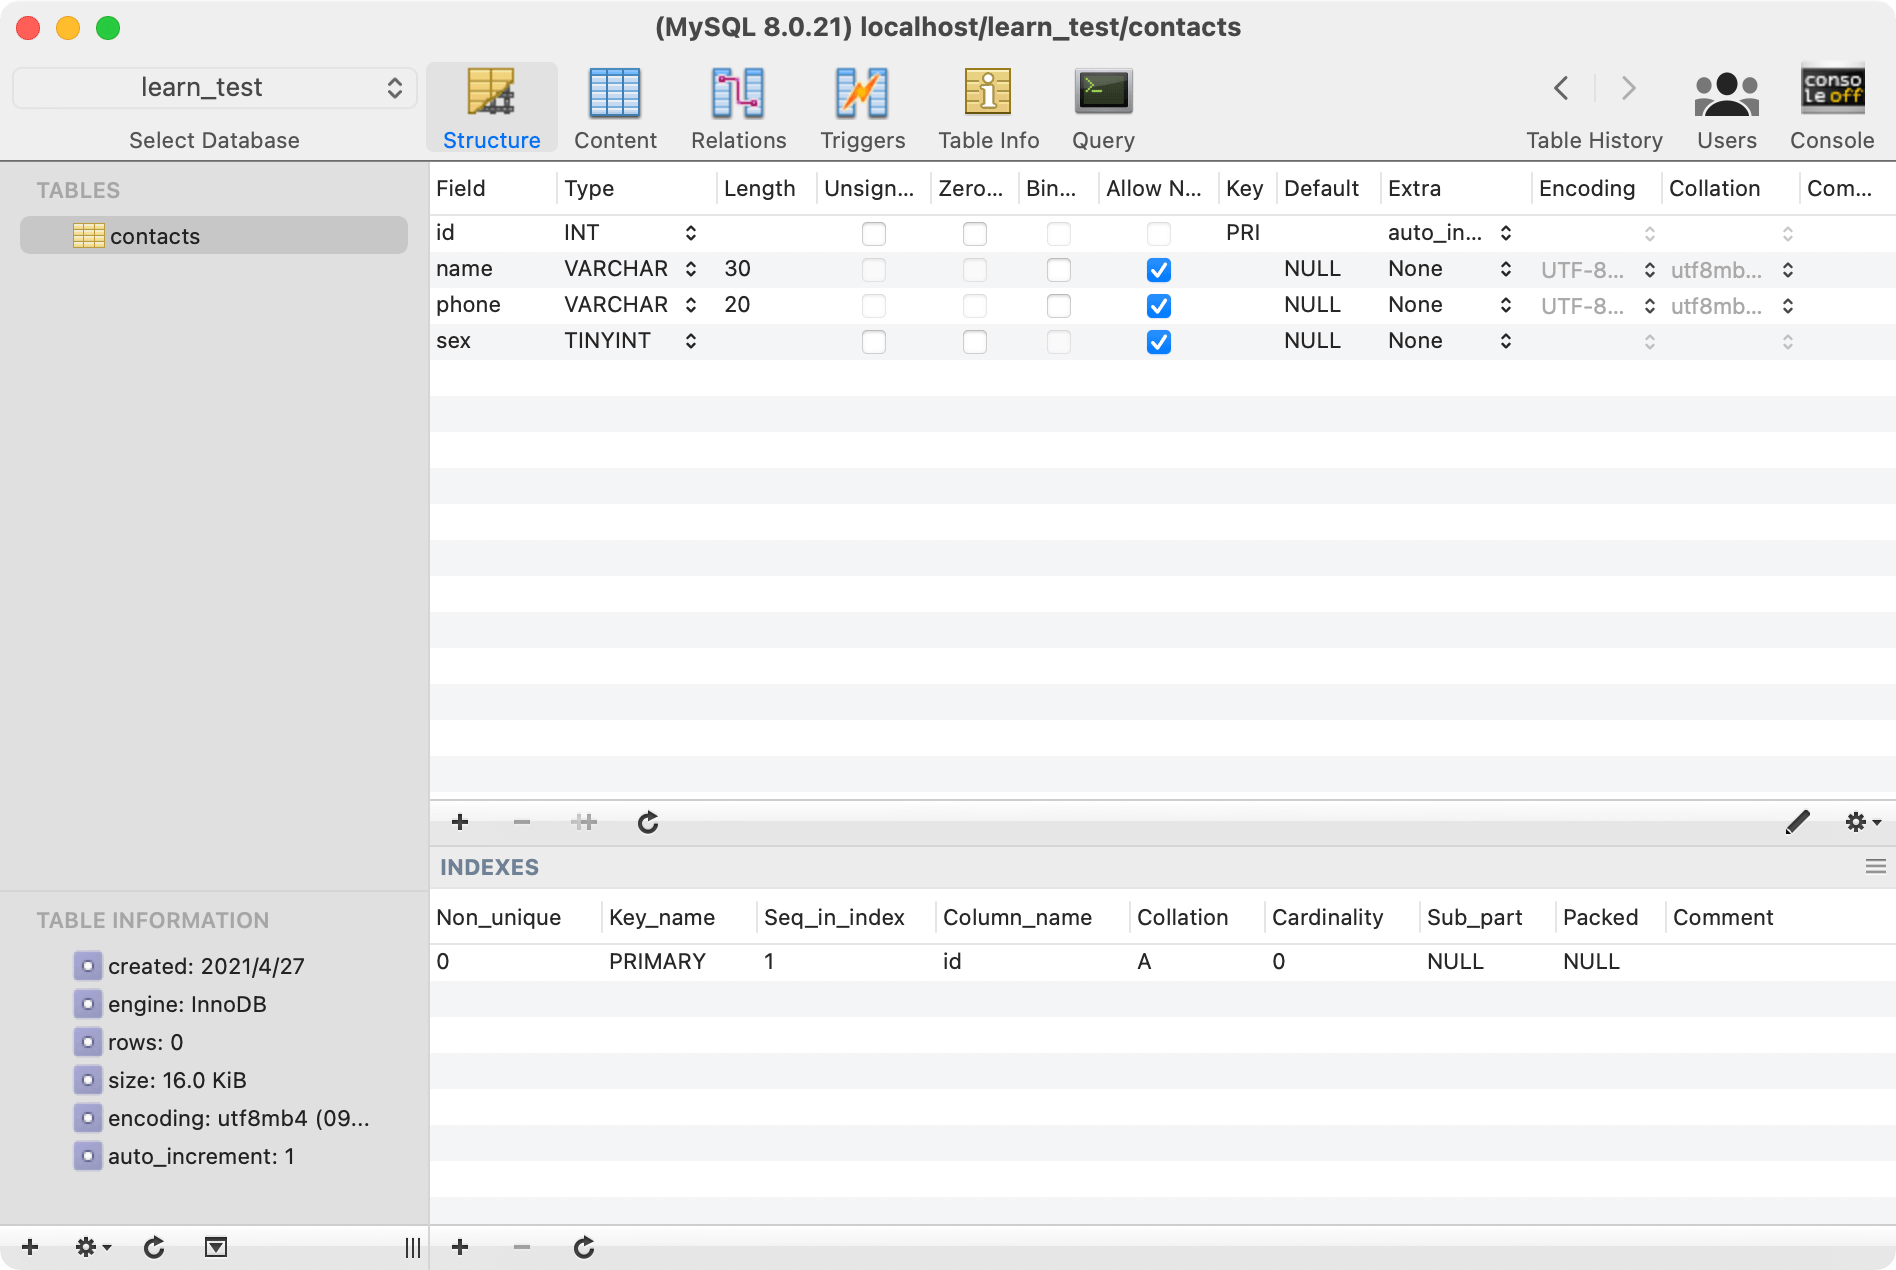 (MySQL 8.0.21) localhost/learn_test/contacts
learn_test
Select Database
Structure Content Relations Triggers Table Info Query
Table History Users Console
conso
le off
TABLES
contacts
Field Type Length Unsign... Zero... Bin... Allow N... Key Default Extra Encoding Collation Com...
id INT PRI auto_in...
name VARCHAR 30 NULL None UTF-8... utf8mb...
phone VARCHAR 20 NULL None UTF-8... utf8mb...
sex TINYINT NULL None
INDEXES
Non_unique Key_name Seq_in_index Column_name Collation Cardinality Sub_part Packed Comment
0 PRIMARY 1 id A 0 NULL NULL
TABLE INFORMATION
created: 2021/4/27
engine: InnoDB
rows: 0
size: 16.0 KiB
encoding: utf8mb4 (09...
auto_increment: 1